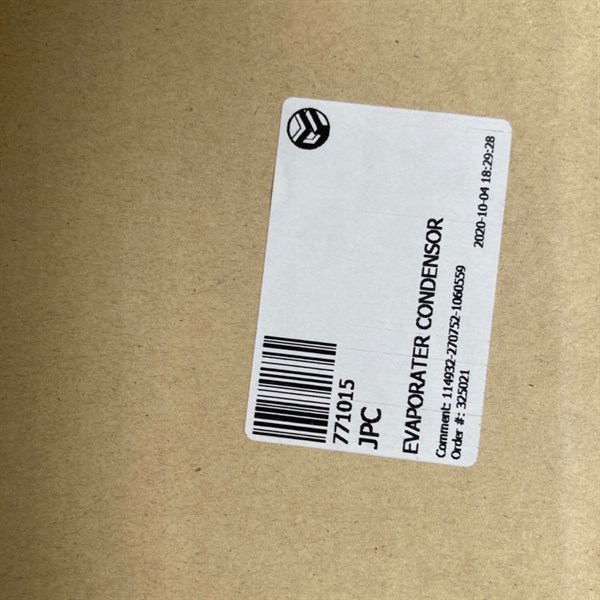 771015
JPC
EVAPORATER CONDENSOR
Comment: 114932-270752-1060559
Order #: 325021
2020-10-04 18:29:28